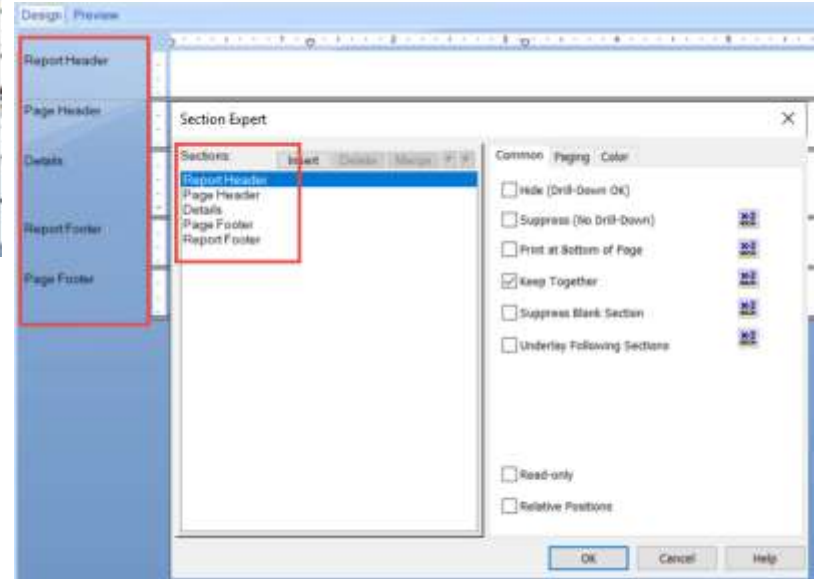 Design Preview
Report Header
Page Header
Details
Report Footer
Page Footer
Section Expert
Sections:
Insert Delete Merge
Report Header
Page Header
Details
Page Footer
Report Footer
Common Paging Color
Hide (Drill-Down OK)
Suppress (No Drill-Down)
Print at Bottom of Page
Keep Together
Suppress Blank Section
Underlay Following Sections
Read-only
Relative Positions
OK Cancel Help